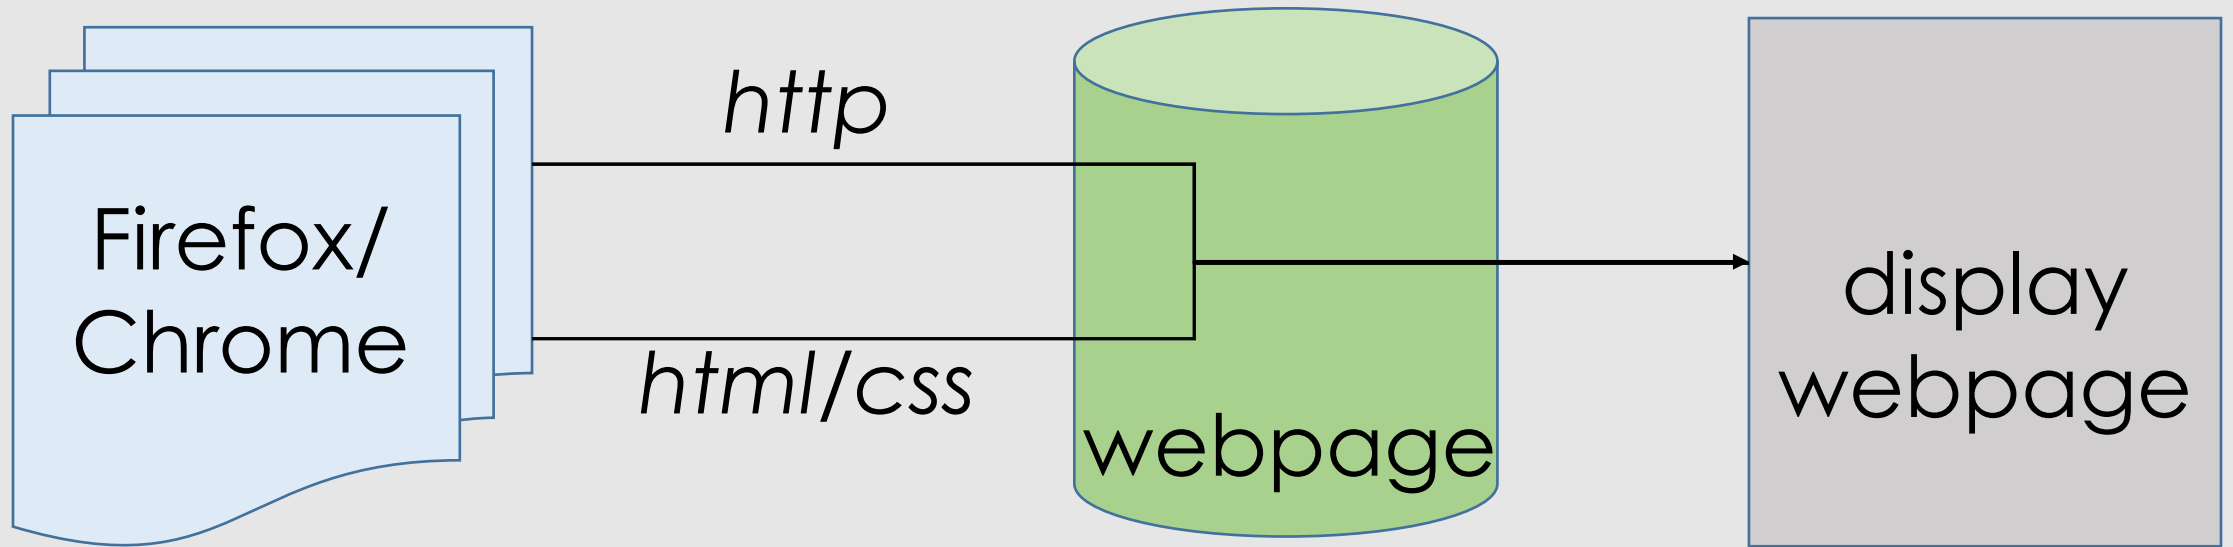 Firefox/
Chrome
http
html/css
webpage
display
webpage